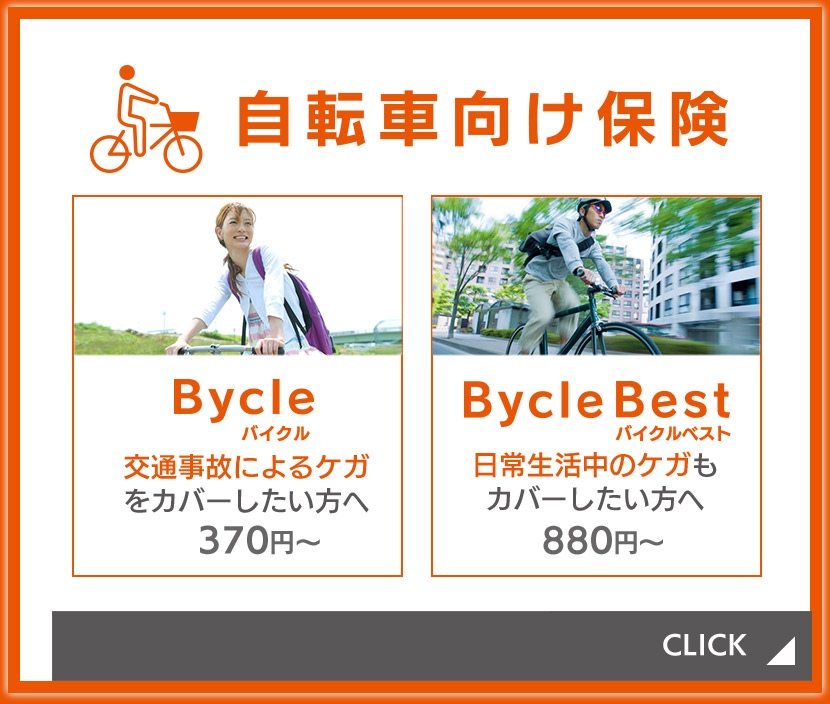 自転車向け保険
Bycle
バイクル
交通事故によるケガ
をカバーしたい方へ
370円～
Bycle Best
バイクルベスト
日常生活中のケガも
カバーしたい方へ
880円～
CLICK